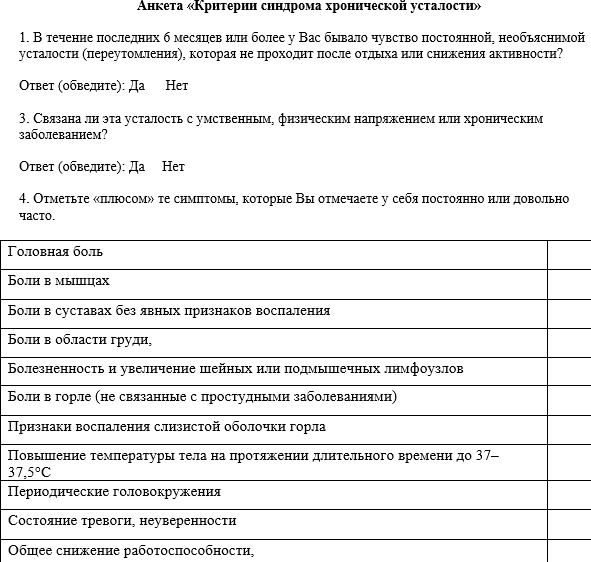 Анкета «Критерии синдрома хронической усталости»
1. В течение последних 6 месяцев или более у Вас бывало чувство постоянной, необъяснимой
усталости (переутомления), которая не проходит после отдыха или снижения активности?
Ответ (обведите): Да Нет
3. Связана ли эта усталость с умственным, физическим напряжением или хроническим
заболеванием?
Ответ (обведите): Да Нет
4. Отметьте «плюсом» те симптомы, которые Вы отмечаете у себя постоянно или довольно
часто.
Головная боль
Боли в мышцах
Боли в суставах без явных признаков воспаления
Боли в области груди,
Болезненность и увеличение шейных или подмышечных лимфоузлов
Боли в горле (не связанные с простудными заболеваниями)
Признаки воспаления слизистой оболочки горла
Повышение температуры тела на протяжении длительного времени до 37–
37,5°С
Периодические головокружения
Состояние тревоги, неуверенности
Общее снижение работоспособности,